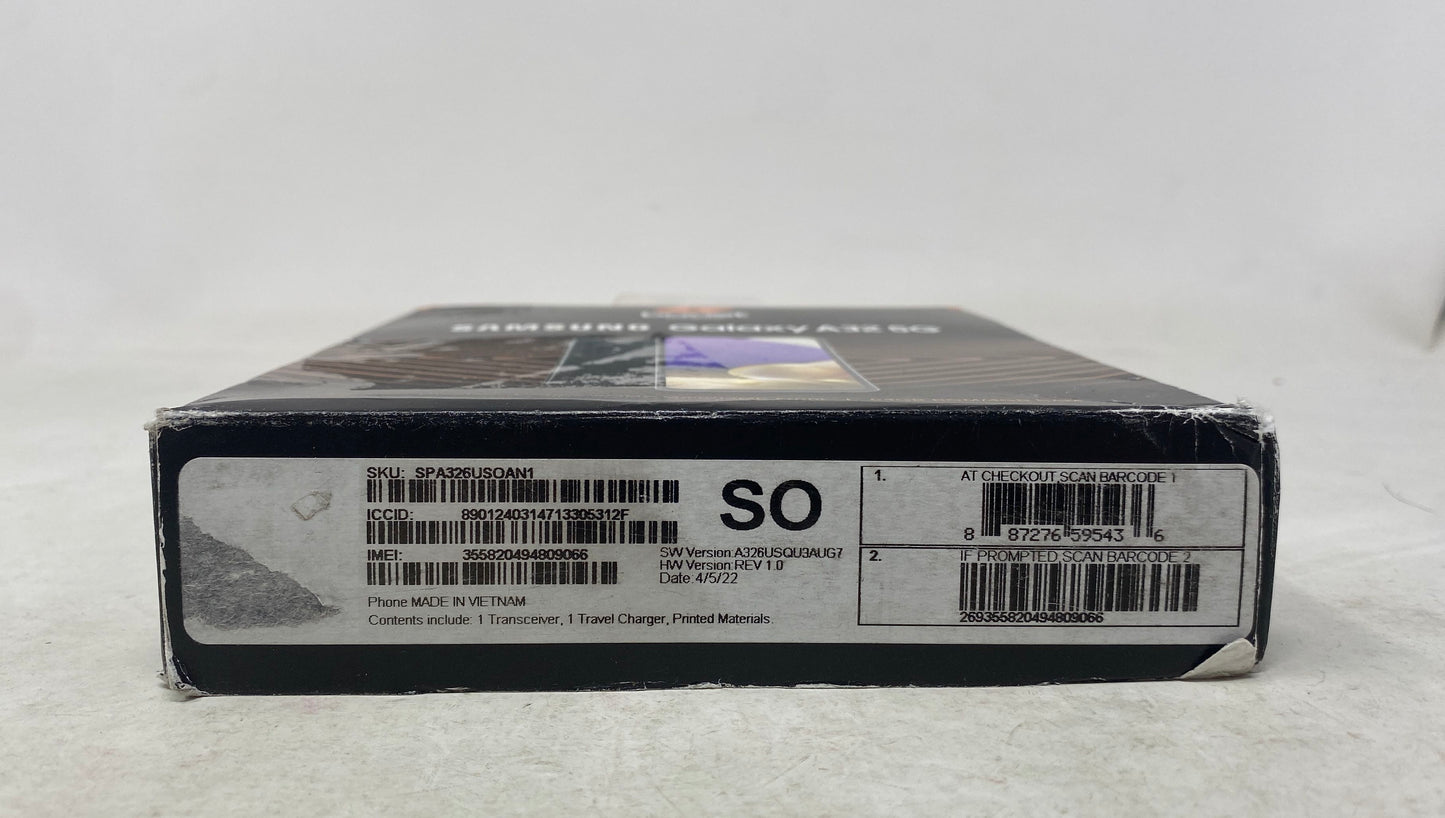 SAMSUNG Galaxy A32 5G
SKU: SPA326USOAN1
ICCID: 8901240314713305312F
IMEI: 355820494809066
Phone MADE IN VIETNAM
Contents include: 1 Transceiver, 1 Travel Charger, Printed Materials.
SO
SW Version:A326USQU3AUG7
HW Version:REV 1.0
Date:4/5/22
1. AT CHECKOUT,SCAN BARCODE 1
8 87276 59543 6
2. IF PROMPTED,SCAN BARCODE 2
269355820494809066